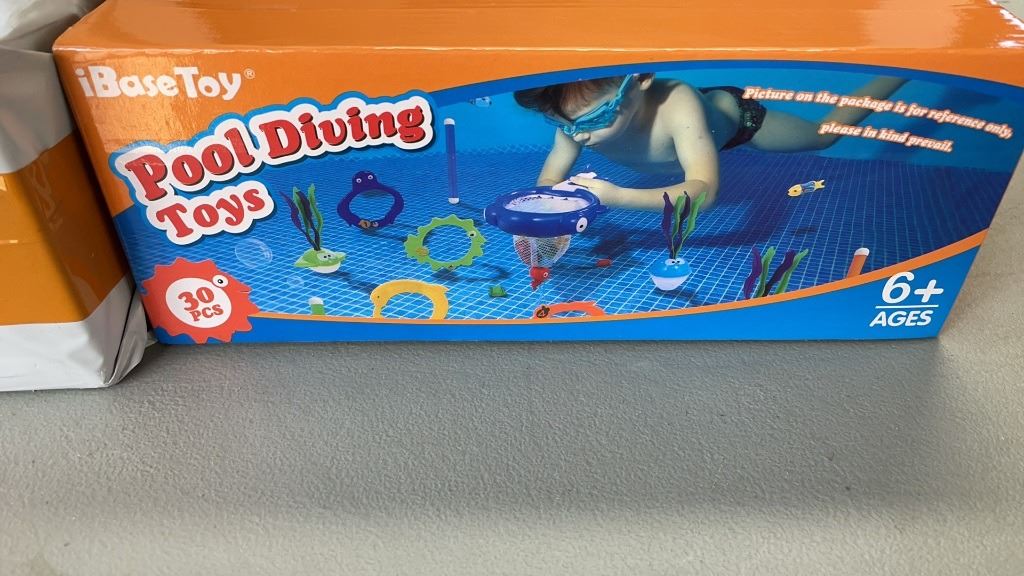 iBaseToy®
Pool Diving
Toys
Picture on the package is for reference only,
please in kind prevail.
30
PCS
6+
AGES